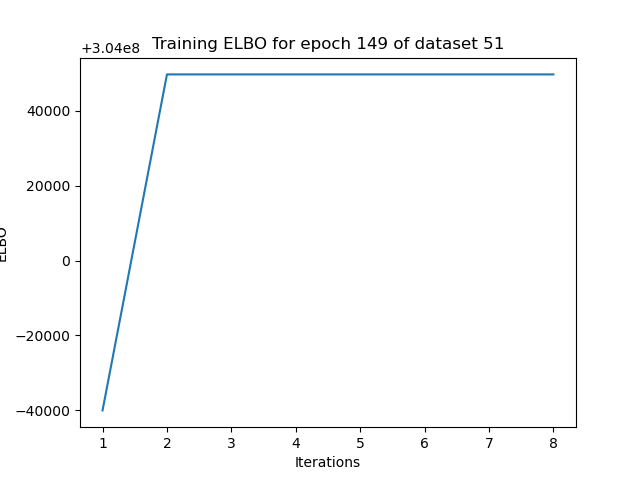 Training ELBO for epoch 149 of dataset 51
+3.04e8
40000
20000
0
−20000
−40000
ELBO
1 2 3 4 5 6 7 8
Iterations